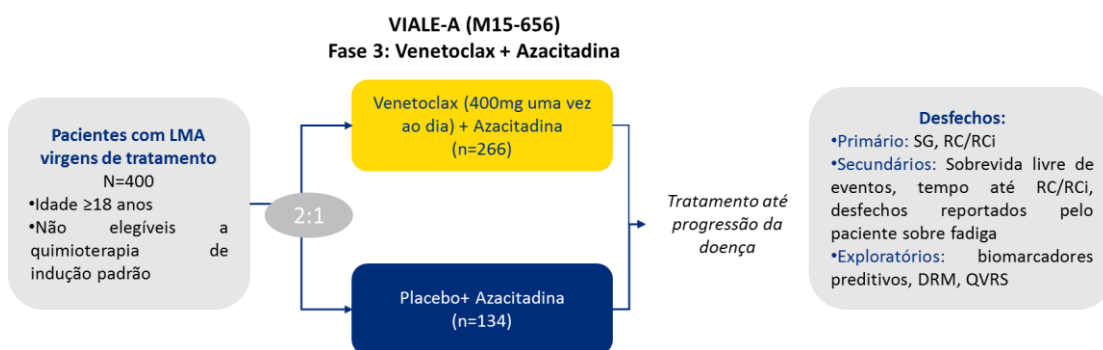 VIALE-A (M15-656)
Fase 3: Venetoclax + Azacitadina
Pacientes com LMA
virgens de tratamento
N=400
•Idade ≥18 anos
•Não elegíveis a
quimioterapia de
indução padrão
2:1
Venetoclax (400mg uma vez
ao dia) + Azacitadina
(n=266)
Placebo+ Azacitadina
(n=134)
Tratamento até
progressão da
doença
Desfechos:
•Primário: SG, RC/RCi
•Secundários: Sobrevida livre de
eventos, tempo até RC/RCi,
desfechos reportados pelo
paciente sobre fadiga
•Exploratórios: biomarcadores
preditivos, DRM, QVRS